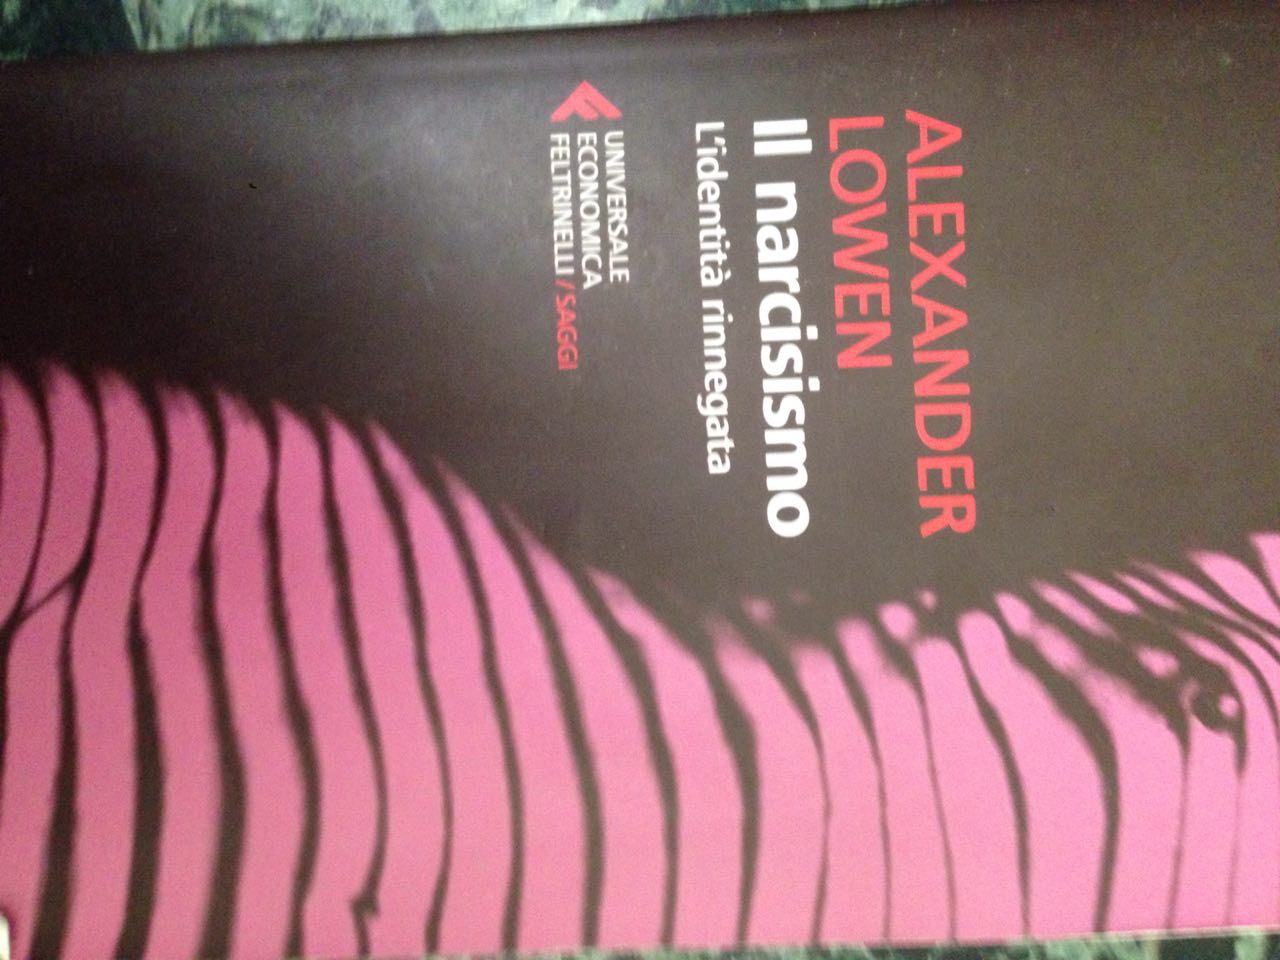 ALEXANDER
LOWEN
Il narcisismo
L'identità rinnegata
UNIVERSALE
ECONOMICA
FELTRINELLI / SAGGI